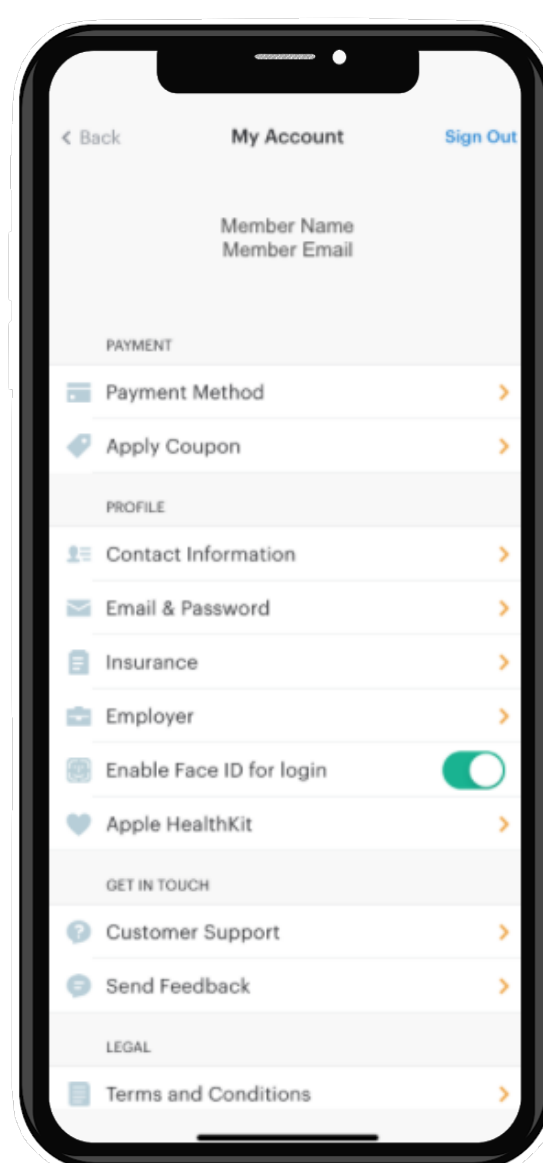 Back
My Account
Sign Out
Member Name
Member Email
PAYMENT
Payment Method
Apply Coupon
PROFILE
Contact Information
Email & Password
Insurance
Employer
Enable Face ID for login
Apple HealthKit
GET IN TOUCH
Customer Support
Send Feedback
LEGAL
Terms and Conditions